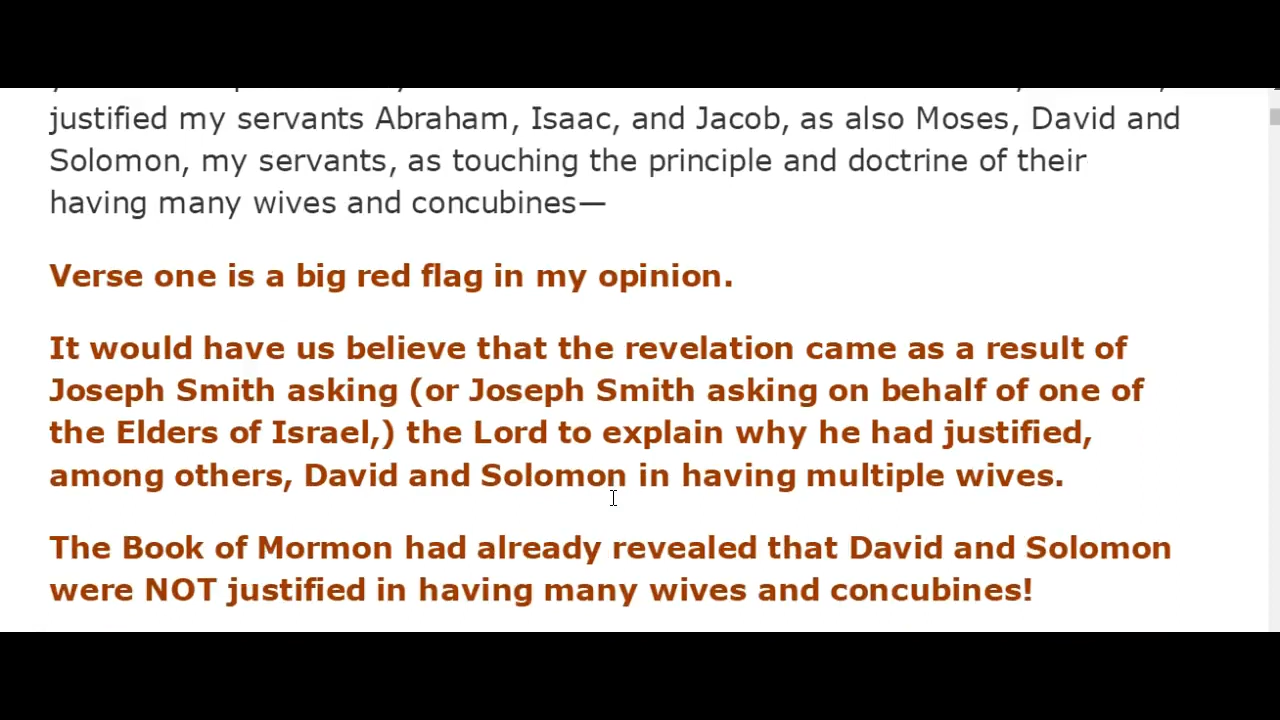 justified my servants Abraham, Isaac, and Jacob, as also Moses, David and
Solomon, my servants, as touching the principle and doctrine of their
having many wives and concubines—
Verse one is a big red flag in my opinion.
It would have us believe that the revelation came as a result of
Joseph Smith asking (or Joseph Smith asking on behalf of one of
the Elders of Israel,) the Lord to explain why he had justified,
among others, David and Solomon in having multiple wives.
The Book of Mormon had already revealed that David and Solomon
were NOT justified in having many wives and concubines!